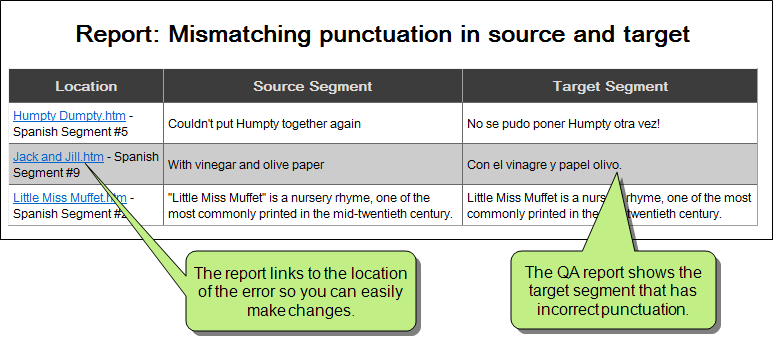 Report: Mismatching punctuation in source and target
Location Source Segment Target Segment
Humpty Dumpty.htm -
Spanish Segment #5
Couldn't put Humpty together again
No se pudo poner Humpty otra vez!
Jack and Jill.htm - Spanish
Segment #9
With vinegar and olive paper
Con el vinagre y papel olivo.
Little Miss Muffet.htm -
Spanish Segment #2
"Little Miss Muffet" is a nursery rhyme, one of the
most commonly printed in the mid-twentieth century.
Little Miss Muffet is a nursery rhyme, one of the most
commonly printed in the mid-twentieth century.
The report links to the location
of the error so you can easily
make changes.
The QA report shows the
target segment that has
incorrect punctuation.